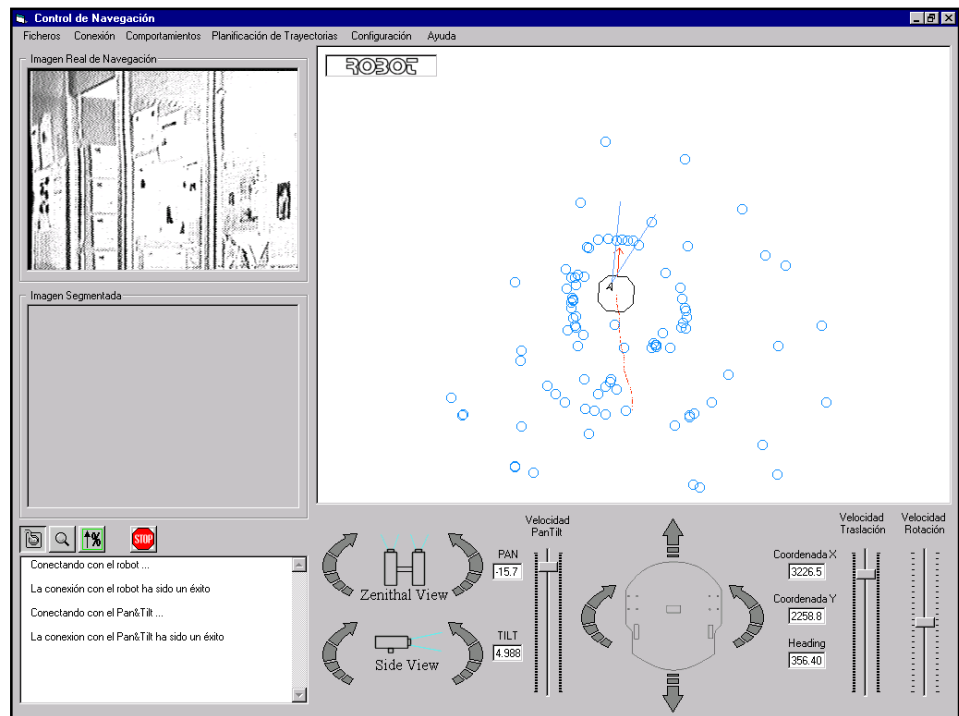 Control de Navegación
Ficheros Conexión Comportamientos Planificación de Trayectorias Configuración Ayuda
Imagen Real de Navegación
ROBOT
Imagen Segmentada
STOP
Conectando con el robot ...
La conexión con el robot ha sido un éxito
Conectando con el Pan&Tilt ...
La conexion con el Pan&Tilt ha sido un éxito
Velocidad
PanTilt
Zenithal View
PAN
-15.7
Side View
TILT
4.988
Coordenada X
3226.5
Coordenada Y
2258.8
Heading
356.40
Velocidad
Traslación
Velocidad
Rotación